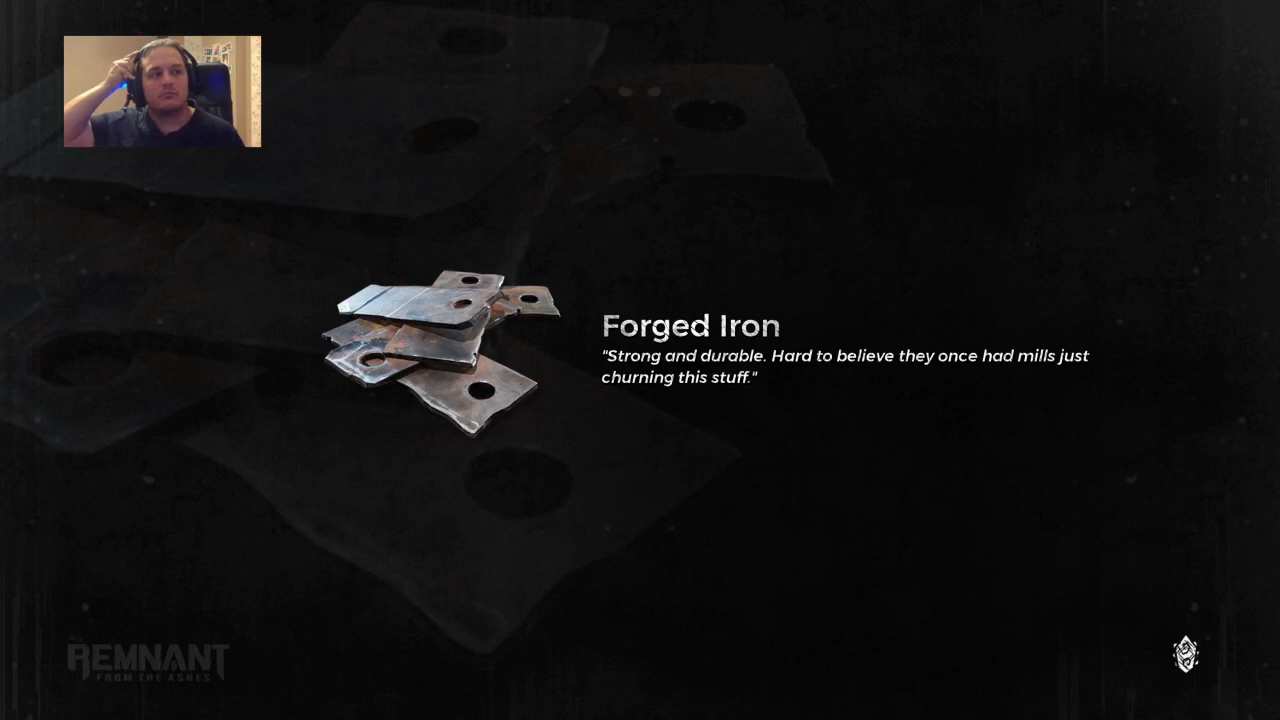 Forged Iron
"Strong and durable. Hard to believe they once had mills just
churning this stuff."
REMNANT
FROM THE ASHES